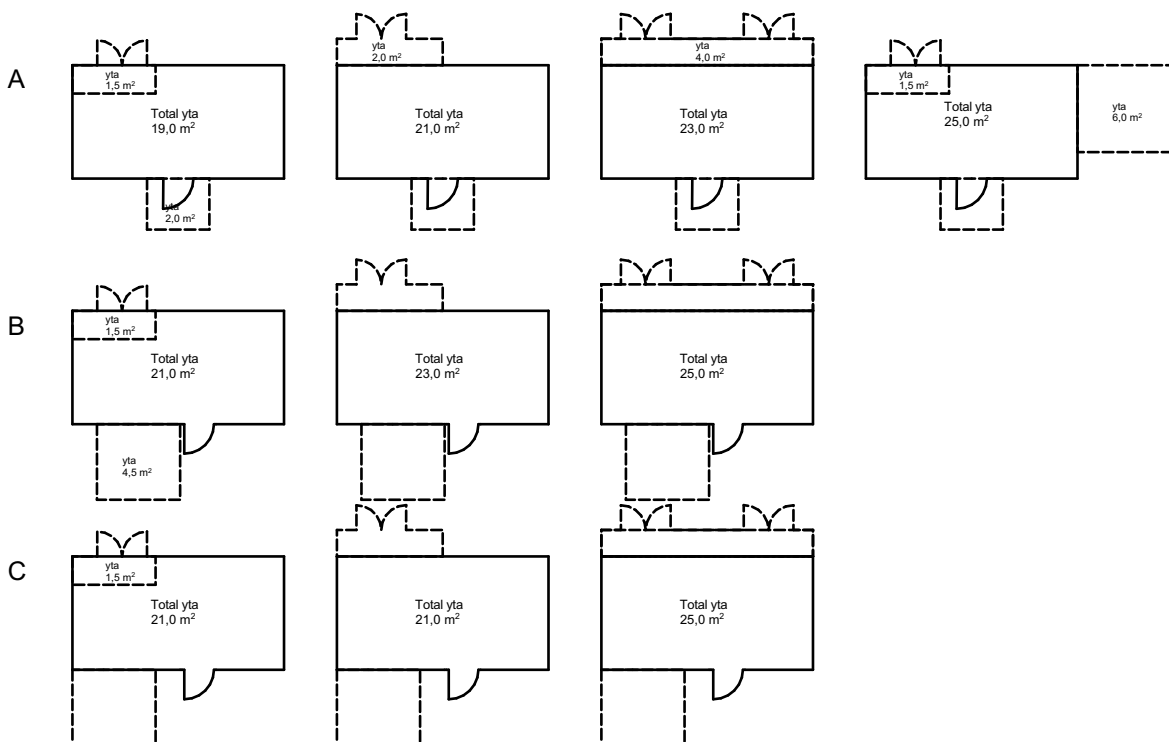 yta
2,0 m²
yta
4,0 m²
A
yta
1,5 m²
yta
1,5 m²
Total yta
19,0 m²
Total yta
21,0 m²
Total yta
23,0 m²
Total yta
25,0 m²
yta
6,0 m²
yta
2,0 m²
B
yta
1,5 m²
Total yta
21,0 m²
Total yta
23,0 m²
Total yta
25,0 m²
yta
4,5 m²
C
yta
1,5 m²
Total yta
21,0 m²
Total yta
21,0 m²
Total yta
25,0 m²